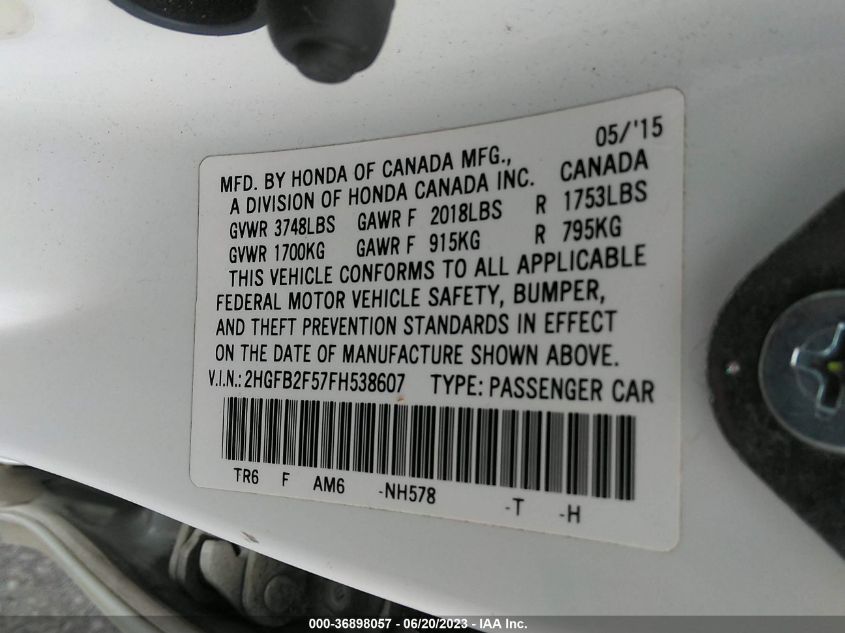 05/'15
MFD. BY HONDA OF CANADA MFG., CANADA
A DIVISION OF HONDA CANADA INC.
GVWR 3748LBS GAWR F 2018LBS R 1753LBS
GVWR 1700KG GAWR F 915KG R 795KG
THIS VEHICLE CONFORMS TO ALL APPLICABLE
FEDERAL MOTOR VEHICLE SAFETY, BUMPER,
AND THEFT PREVENTION STANDARDS IN EFFECT
ON THE DATE OF MANUFACTURE SHOWN ABOVE.
V.I.N.: 2HGFB2F57FH538607 TYPE: PASSENGER CAR
TR6 F AM6 -NH578 -T -H
000-36898057 - 06/20/2023 - IAA Inc.